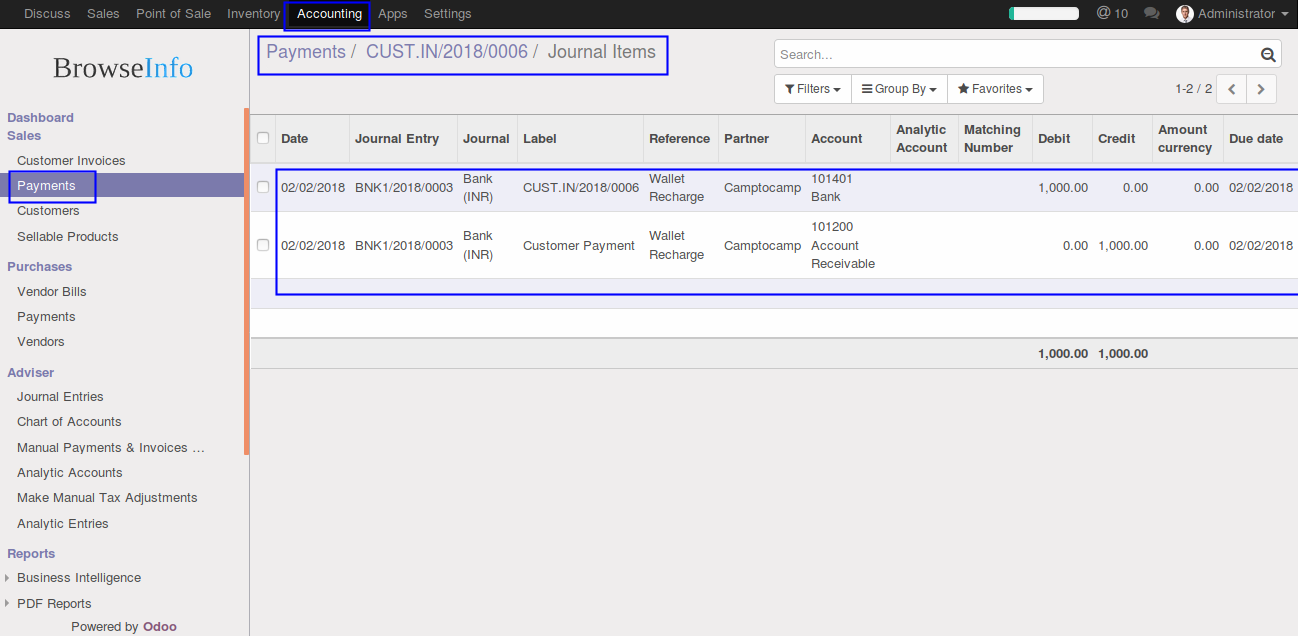 Discuss Sales Point of Sale Inventory Accounting Apps Settings @ 10 Administrator
BrowseInfo
Dashboard
Sales
Customer Invoices
Payments
Customers
Sellable Products
Purchases
Vendor Bills
Payments
Vendors
Adviser
Journal Entries
Chart of Accounts
Manual Payments & Invoices ...
Analytic Accounts
Make Manual Tax Adjustments
Analytic Entries
Reports
Business Intelligence
PDF Reports
Powered by Odoo
Payments / CUST.IN/2018/0006 / Journal Items
Search...
Filters Group By Favorites 1-2 / 2
Date Journal Entry Journal Label Reference Partner Account Analytic Account Matching Number Debit Credit Amount currency Due date
02/02/2018 BNK1/2018/0003 Bank (INR) CUST.IN/2018/0006 Wallet Recharge Camptocamp 101401 Bank 1,000.00 0.00 0.00 02/02/2018
02/02/2018 BNK1/2018/0003 Bank (INR) Customer Payment Wallet Recharge Camptocamp 101200 Account Receivable 0.00 1,000.00 0.00 02/02/2018
1,000.00 1,000.00